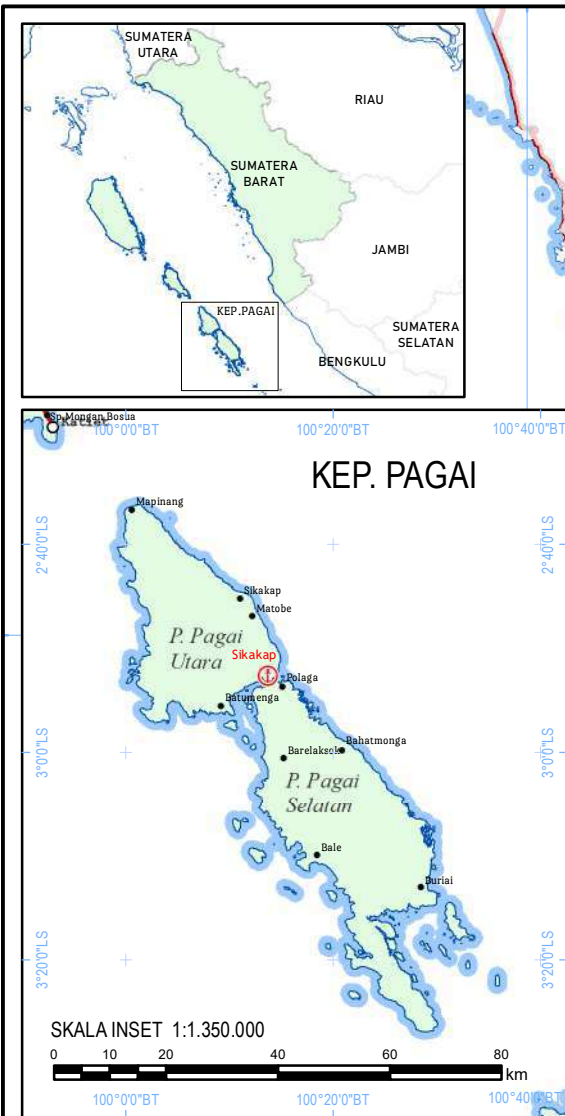 SUMATERA
UTARA
RIAU
SUMATERA
BARAT
JAMBI
KEP.PAGAI
SUMATERA
SELATAN
BENGKULU
Sp.Mongan Bosua
Katiet
100°0'0"BT
100°20'0"BT
100°40'0"BT
KEP. PAGAI
Mapinang
2°40'0"LS
2°40'0"LS
Sikakap
Matobe
P. Pagai
Utara
Sikakap
Polaga
Batumenga
Bahatmonga
3°0'0"LS
3°0'0"LS
Barelaksok
P. Pagai
Selatan
Bale
Buriai
3°20'0"LS
3°20'0"LS
SKALA INSET 1:1.350.000
0 10 20 40 60 80
km
100°0'0"BT
100°20'0"BT
100°40'0"BT